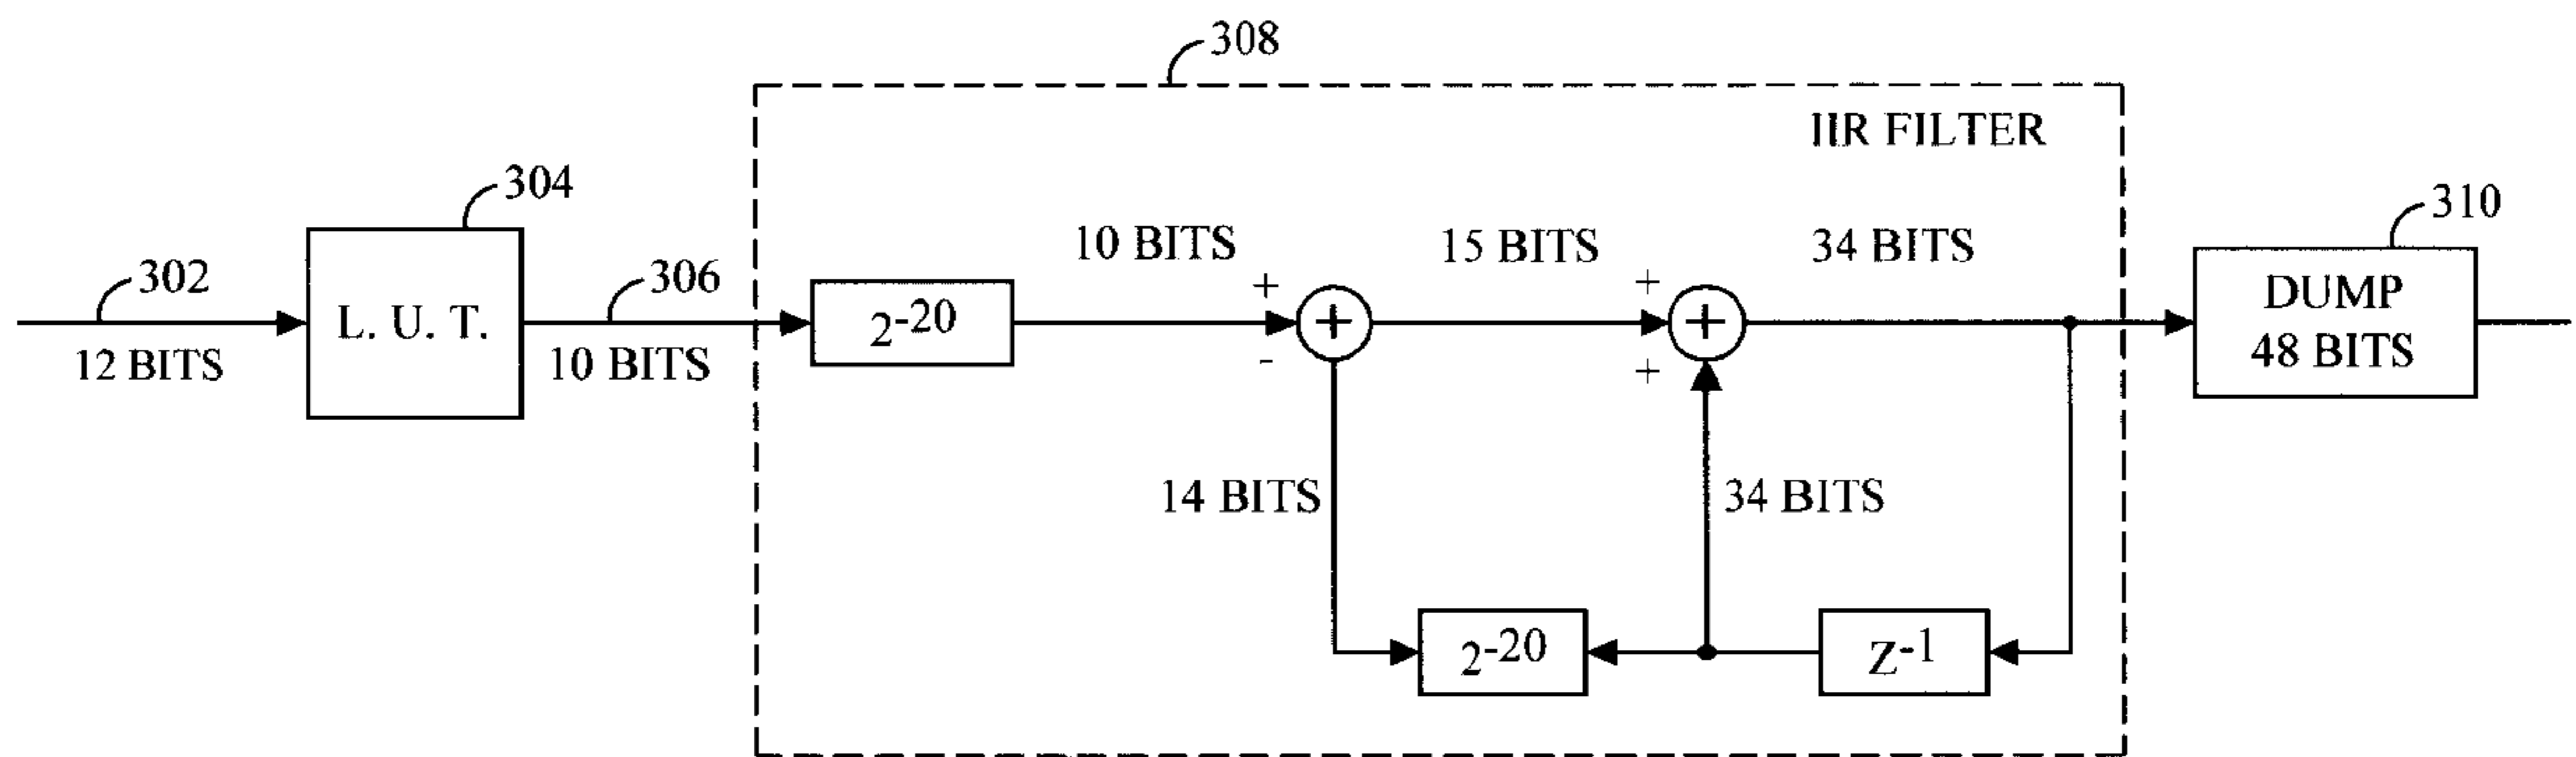 308
IIR FILTER
304
310
302
306
10 BITS
15 BITS
34 BITS
L. U. T.
2-20
+
-
+
+
+
+
DUMP
48 BITS
12 BITS
10 BITS
14 BITS
34 BITS
2-20
Z-1